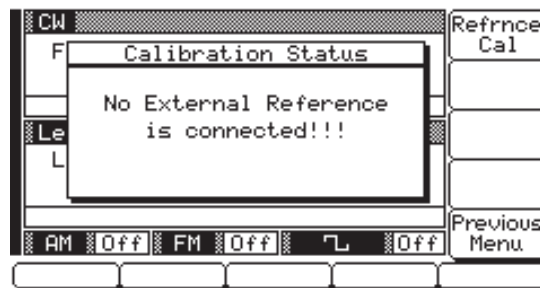 CW
Refrnce
Cal
F
Calibration Status
No External Reference
is connected!!!
Le
L
Previous
Menu
AM Off FM Off Off